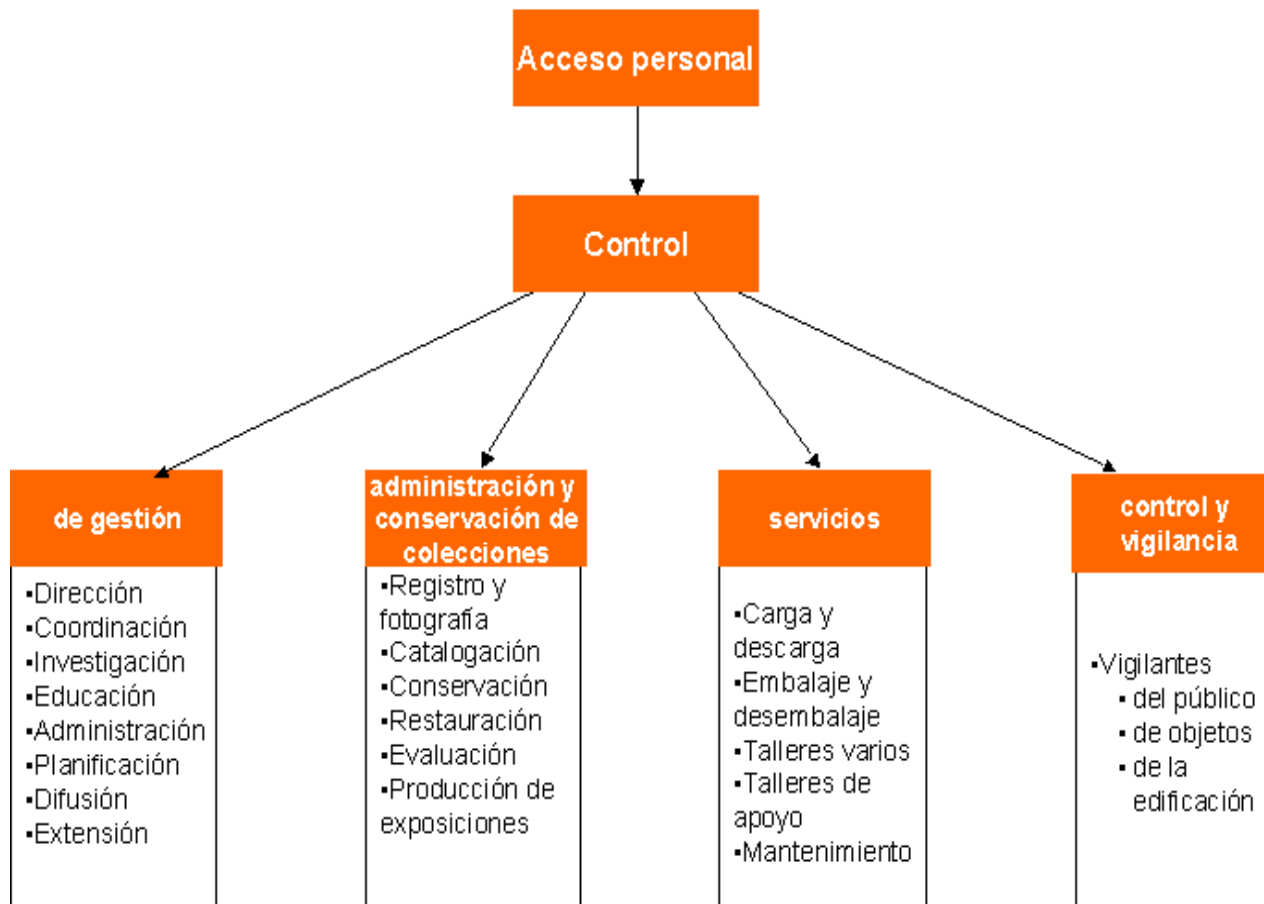 Acceso personal
Control
de gestión
▪Dirección
▪Coordinación
▪Investigación
▪Educación
▪Administración
▪Planificación
▪Difusión
▪Extensión
administración y
conservación de
colecciones
▪Registro y
fotografía
▪Catalogación
▪Conservación
▪Restauración
▪Evaluación
▪Producción de
exposiciones
servicios
▪Carga y
descarga
▪Embalaje y
desembalaje
▪Talleres varios
▪Talleres de
apoyo
▪Mantenimiento
control y
vigilancia
▪Vigilantes
▪ del público
▪ de objetos
▪ de la
edificación